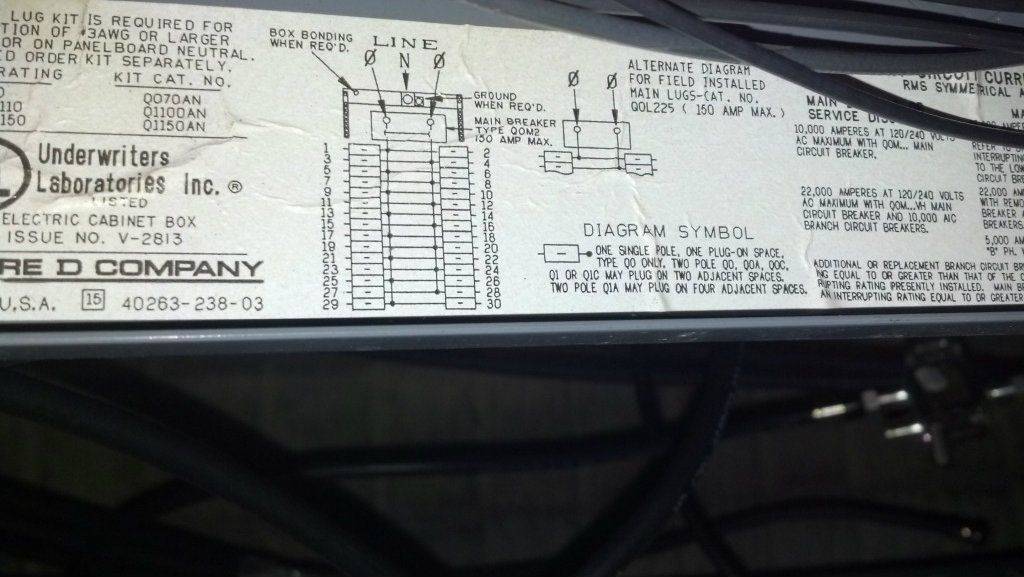 LUG KIT IS REQUIRED FOR
TION OF #3AWG OR LARGER
OR ON PANELBOARD NEUTRAL.
ORDER KIT SEPARATELY.
RATING KIT CAT. NO.
QO70AN
110 Q1100AN
150 Q1150AN
Underwriters
Laboratories Inc. ®
LISTED
ELECTRIC CABINET BOX
ISSUE NO. V-2813
RE D COMPANY
U.S.A. 15 40263-238-03
BOX BONDING
WHEN REQ'D.
LINE
Ø N Ø
GROUND
WHEN REQ'D.
MAIN BREAKER
TYPE QOM2
150 AMP MAX.
1 2
3 4
5 6
7 8
9 10
11 12
13 14
15 16
17 18
19 20
21 22
23 24
25 26
27 28
29 30
Ø Ø
ALTERNATE DIAGRAM
FOR FIELD INSTALLED
MAIN LUGS-CAT. NO.
QOL225 ( 150 AMP MAX. )
DIAGRAM SYMBOL
ONE SINGLE POLE, ONE PLUG-ON SPACE,
TYPE QO ONLY, TWO POLE QO, QOA, QOC,
Q1 OR Q1C MAY PLUG ON TWO ADJACENT SPACES.
TWO POLE Q1A MAY PLUG ON FOUR ADJACENT SPACES.
CIRCUIT CURR
RMS SYMMETRICAL A
MAIN
SERVICE DISC
10,000 AMPERES AT 120/240 VOLTS
AC MAXIMUM WITH QOM... MAIN
CIRCUIT BREAKER.
22,000 AMPERES AT 120/240 VOLTS
AC MAXIMUM WITH QOM...VH MAIN
CIRCUIT BREAKER AND 10,000 AIC
BRANCH CIRCUIT BREAKERS.
MA
REFER TO
INTERRUPTING
TO THE LOW
CIRCUIT BRE
22,000 AM
WITH REMO
BREAKER A
BREAKERS.
5,000 AM
"B" PH.
ADDITIONAL OR REPLACEMENT BRANCH CIRCUIT BR
NG EQUAL TO OR GREATER THAN THAT OF THE C
RUPTING RATING PRESENTLY INSTALLED. MAIN B
AN INTERRUPTING RATING EQUAL TO OR GREATER